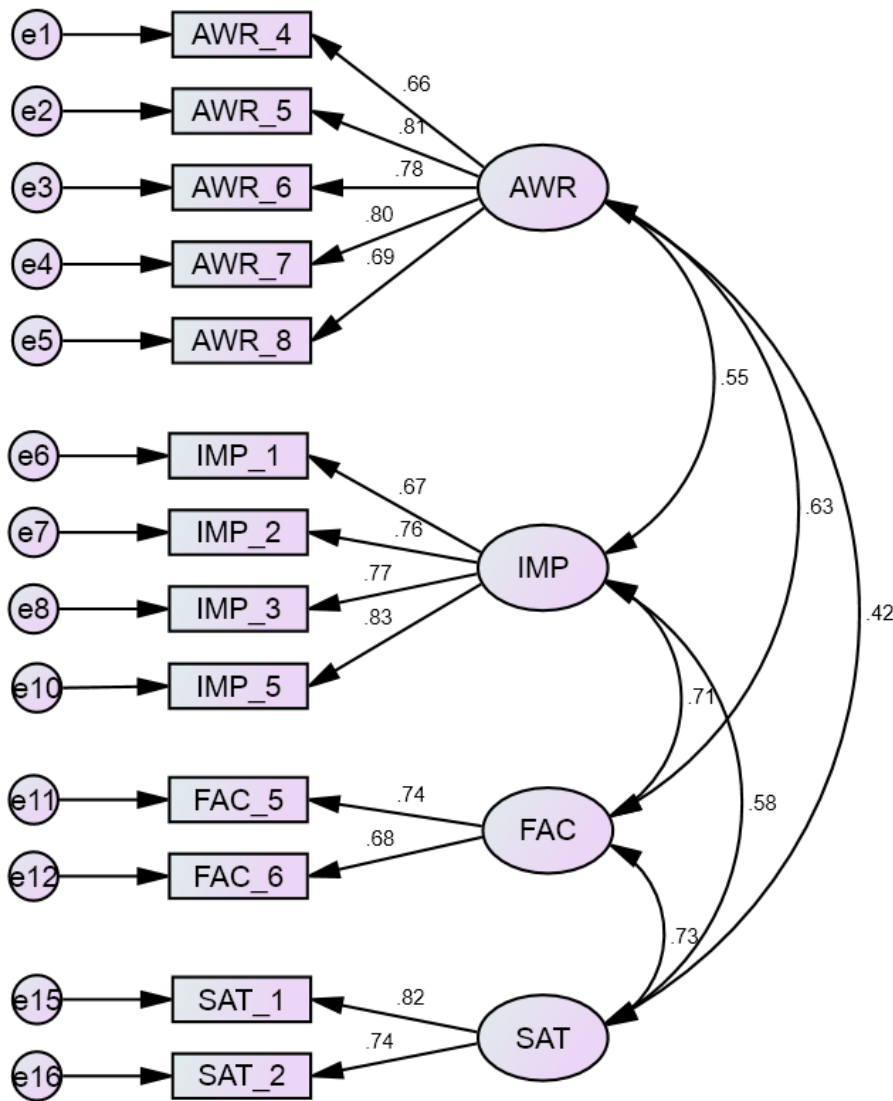 e1 AWR_4
.66
e2 AWR_5
.81
e3 AWR_6 .78 AWR
.80
e4 AWR_7
.69
e5 AWR_8
.55
e6 IMP_1
.67
e7 IMP_2
.76
.63
IMP
.77
e8 IMP_3
.83
.42
e10 IMP_5
.71
e11 FAC_5
.74
.58
FAC
.68
e12 FAC_6
.73
e15 SAT_1
.82
SAT
.74
e16 SAT_2